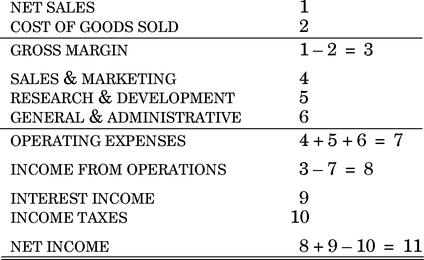 NET SALES 1
COST OF GOODS SOLD 2
GROSS MARGIN 1 – 2 = 3
SALES & MARKETING 4
RESEARCH & DEVELOPMENT 5
GENERAL & ADMINISTRATIVE 6
OPERATING EXPENSES 4 + 5 + 6 = 7
INCOME FROM OPERATIONS 3 – 7 = 8
INTEREST INCOME 9
INCOME TAXES 10
NET INCOME 8 + 9 – 10 = 11